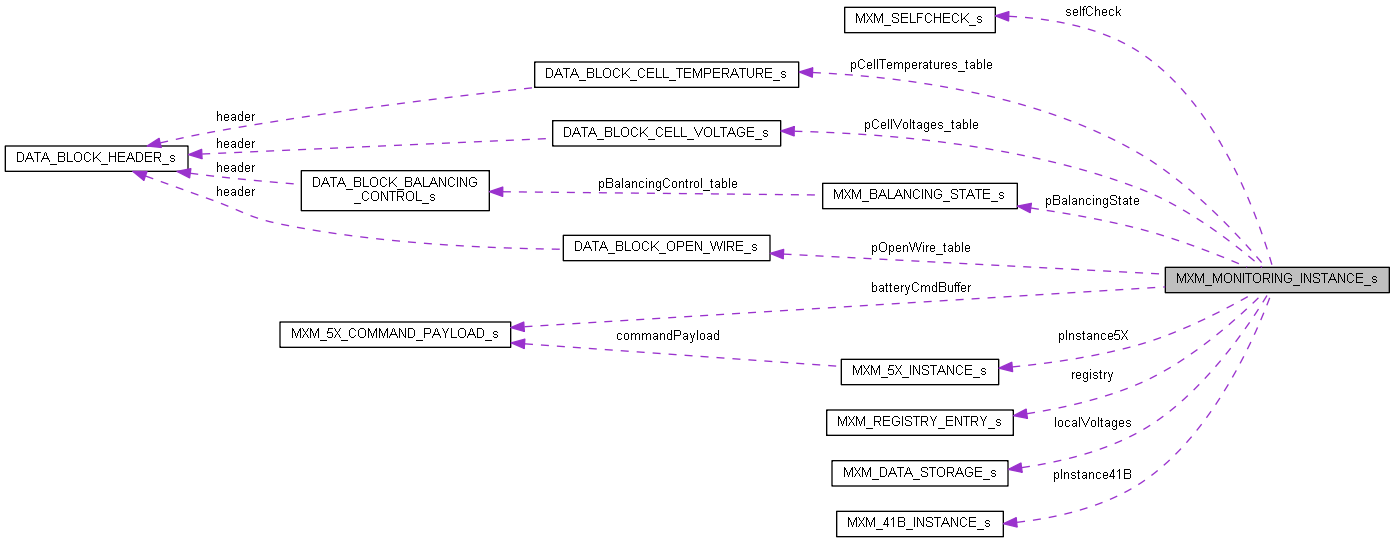 MXM_SELFCHECK_s
selfCheck
DATA_BLOCK_CELL_TEMPERATURE_s
pCellTemperatures_table
header
DATA_BLOCK_CELL_VOLTAGE_s
pCellVoltages_table
header
DATA_BLOCK_HEADER_s
header
DATA_BLOCK_BALANCING
_CONTROL_s
pBalancingControl_table
MXM_BALANCING_STATE_s
pBalancingState
header
DATA_BLOCK_OPEN_WIRE_s
pOpenWire_table
MXM_MONITORING_INSTANCE_s
batteryCmdBuffer
MXM_5X_COMMAND_PAYLOAD_s
commandPayload
pInstance5X
MXM_5X_INSTANCE_s
registry
MXM_REGISTRY_ENTRY_s
localVoltages
MXM_DATA_STORAGE_s
pInstance41B
MXM_41B_INSTANCE_s